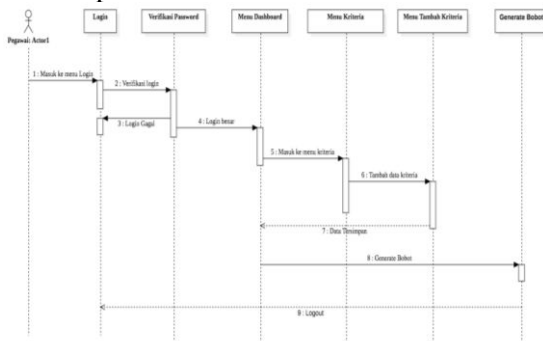 Login
Verifikasi Password
Menu Dashboard
Menu Kriteria
Menu Tambah Kriteria
Generate Bobot
Pegawai: Actor1
1 : Masuk ke menu Login
2 : Verifikasi login
3 : Login Gagal
4 : Login benar
5 : Masuk ke menu kriteria
6 : Tambah data kriteria
7 : Data Tersimpan
8 : Generate Bobot
9 : Logout